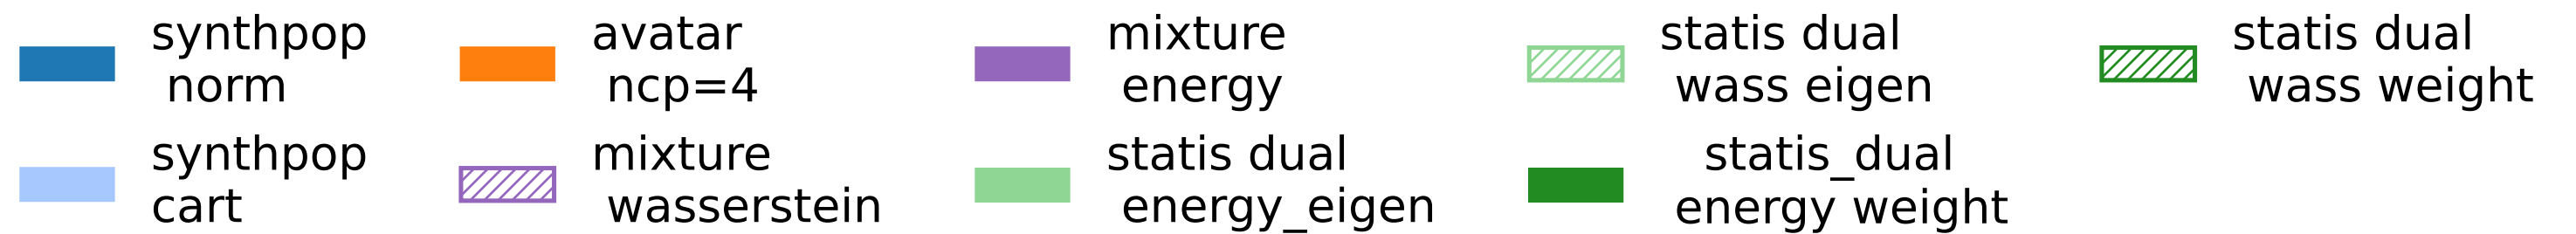 synthpop
norm
synthpop
cart
avatar
ncp=4
mixture
wasserstein
mixture
energy
statis dual
energy_eigen
statis dual
wass eigen
statis_dual
energy weight
statis dual
wass weight